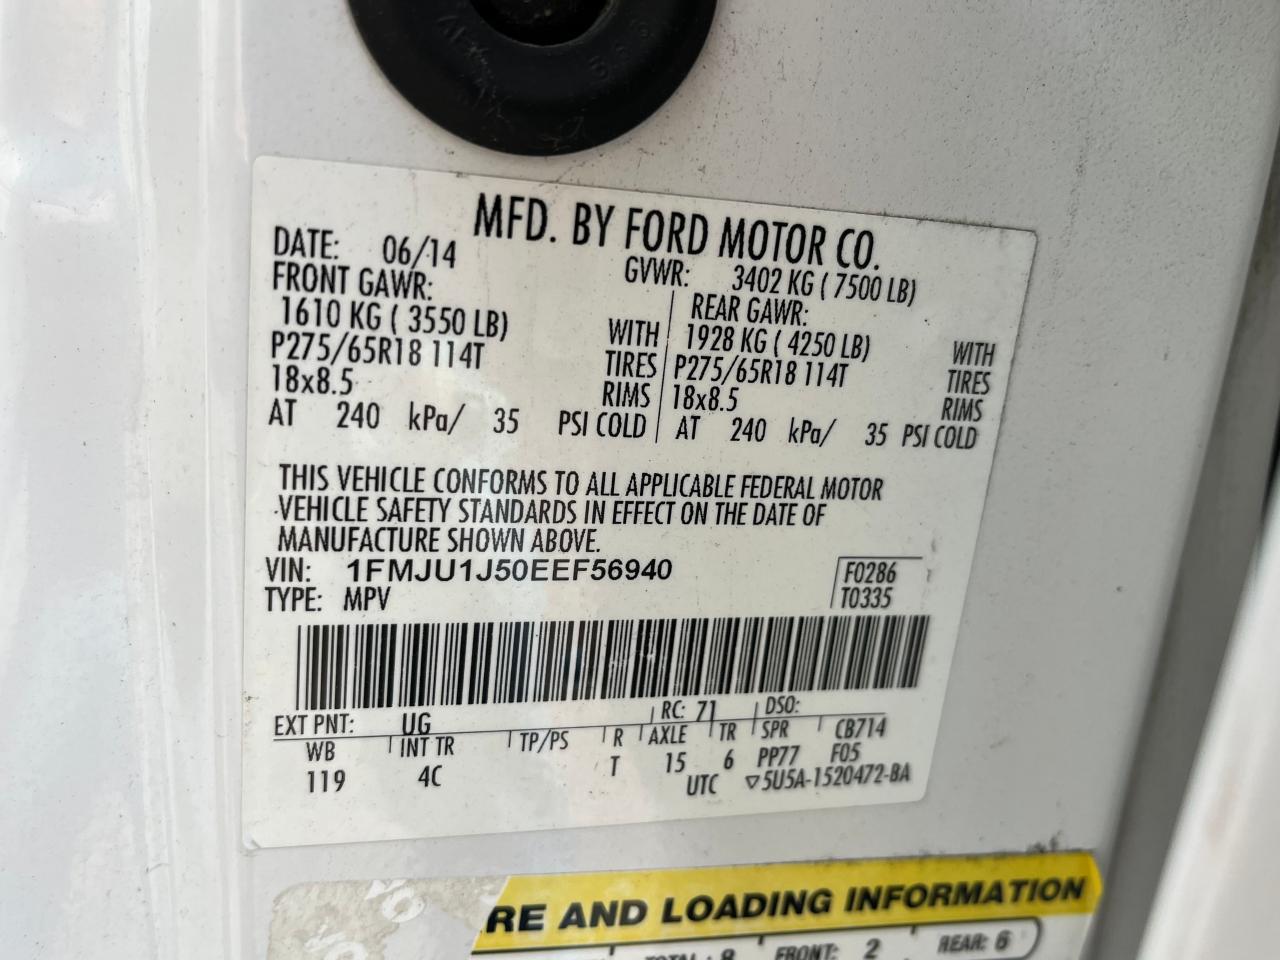 MFD. BY FORD MOTOR CO.
DATE: 06/14 GVWR: 3402 KG ( 7500 LB)
FRONT GAWR: REAR GAWR:
1610 KG ( 3550 LB) WITH 1928 KG ( 4250 LB) WITH
P275/65R18 114T TIRES P275/65R18 114T TIRES
18x8.5 RIMS 18x8.5 RIMS
AT 240 kPa/ 35 PSI COLD AT 240 kPa/ 35 PSI COLD
THIS VEHICLE CONFORMS TO ALL APPLICABLE FEDERAL MOTOR
VEHICLE SAFETY STANDARDS IN EFFECT ON THE DATE OF
MANUFACTURE SHOWN ABOVE.
VIN: 1FMJU1J50EEF56940 F0286
TYPE: MPV T0335
EXT PNT: UG RC: 71 DSO:
WB INT TR TP/PS R AXLE TR SPR CB714
119 4C T 15 6 PP77 F05
UTC ▽5U5A-1520472-BA
RE AND LOADING INFORMATION
TOTAL: 8 FRONT: 2 REAR: 6